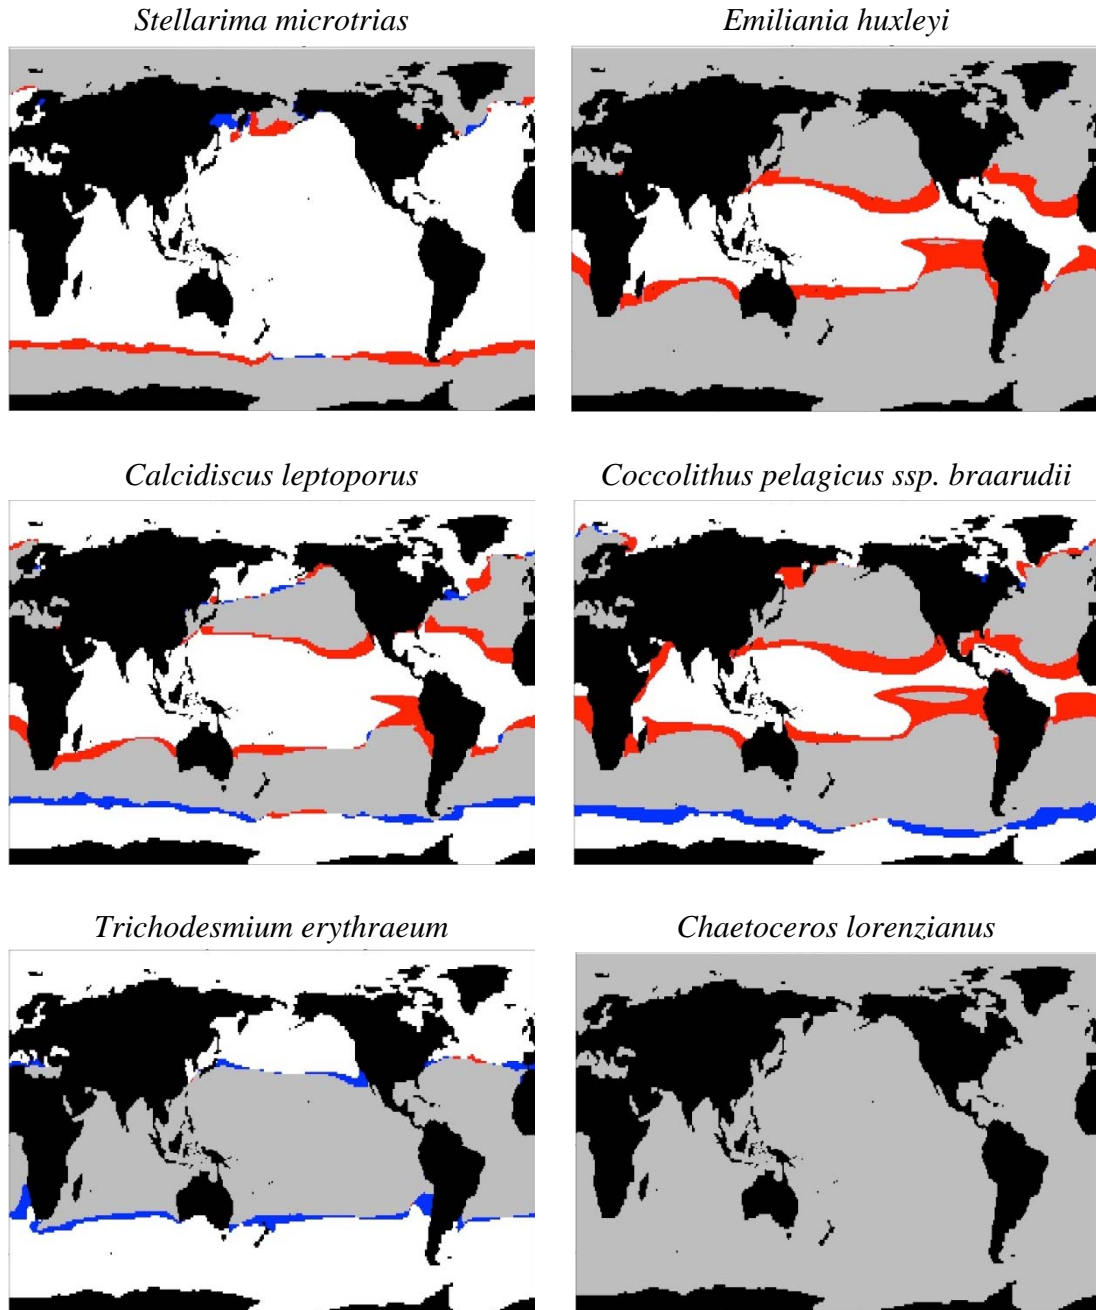 Stellarima microtrias
Emiliania huxleyi
Calcidiscus leptoporus
Coccolithus pelagicus ssp. braarudii
Trichodesmium erythraeum
Chaetoceros lorenzianus